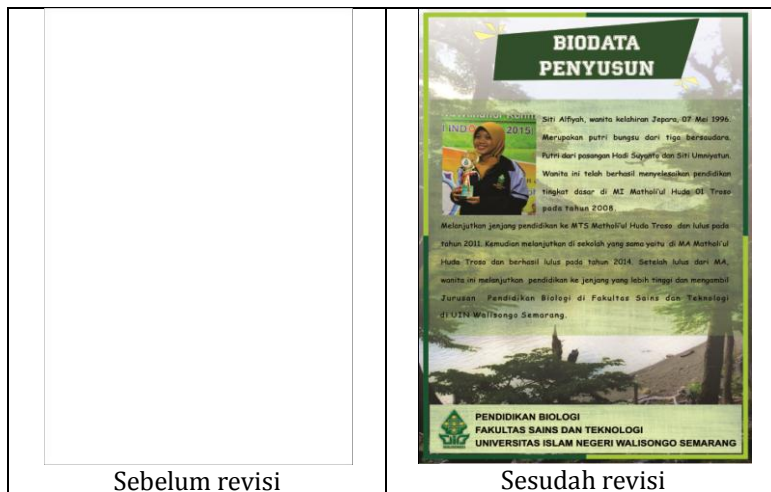 BIODATA
PENYUSUN
INDO 2015
Siti Alfiyah, wanita kelahiran Jepara, 07 Mei 1996.
Merupakan putri bungsu dari tiga bersaudara.
Putri dari pasangan Hadi Suyanto dan Siti Umniyatun.
Wanita ini telah berhasil menyelesaikan pendidikan
tingkat dasar di MI Matholi'ul Huda 01 Troso
pada tahun 2008.
Melanjutkan jenjang pendidikan ke MTS Matholi'ul Huda Troso dan lulus pada
tahun 2011. Kemudian melanjutkan di sekolah yang sama yaitu di MA Matholi'ul
Huda Troso dan berhasil lulus pada tahun 2014. Setelah lulus dari MA,
wanita ini melanjutkan pendidikan ke jenjang yang lebih tinggi dan mengambil
Jurusan Pendidikan Biologi di Fakultas Sains dan Teknologi
di UIN Walisongo Semarang.
PENDIDIKAN BIOLOGI
FAKULTAS SAINS DAN TEKNOLOGI
UNIVERSITAS ISLAM NEGERI WALISONGO SEMARANG
Sebelum revisi
Sesudah revisi